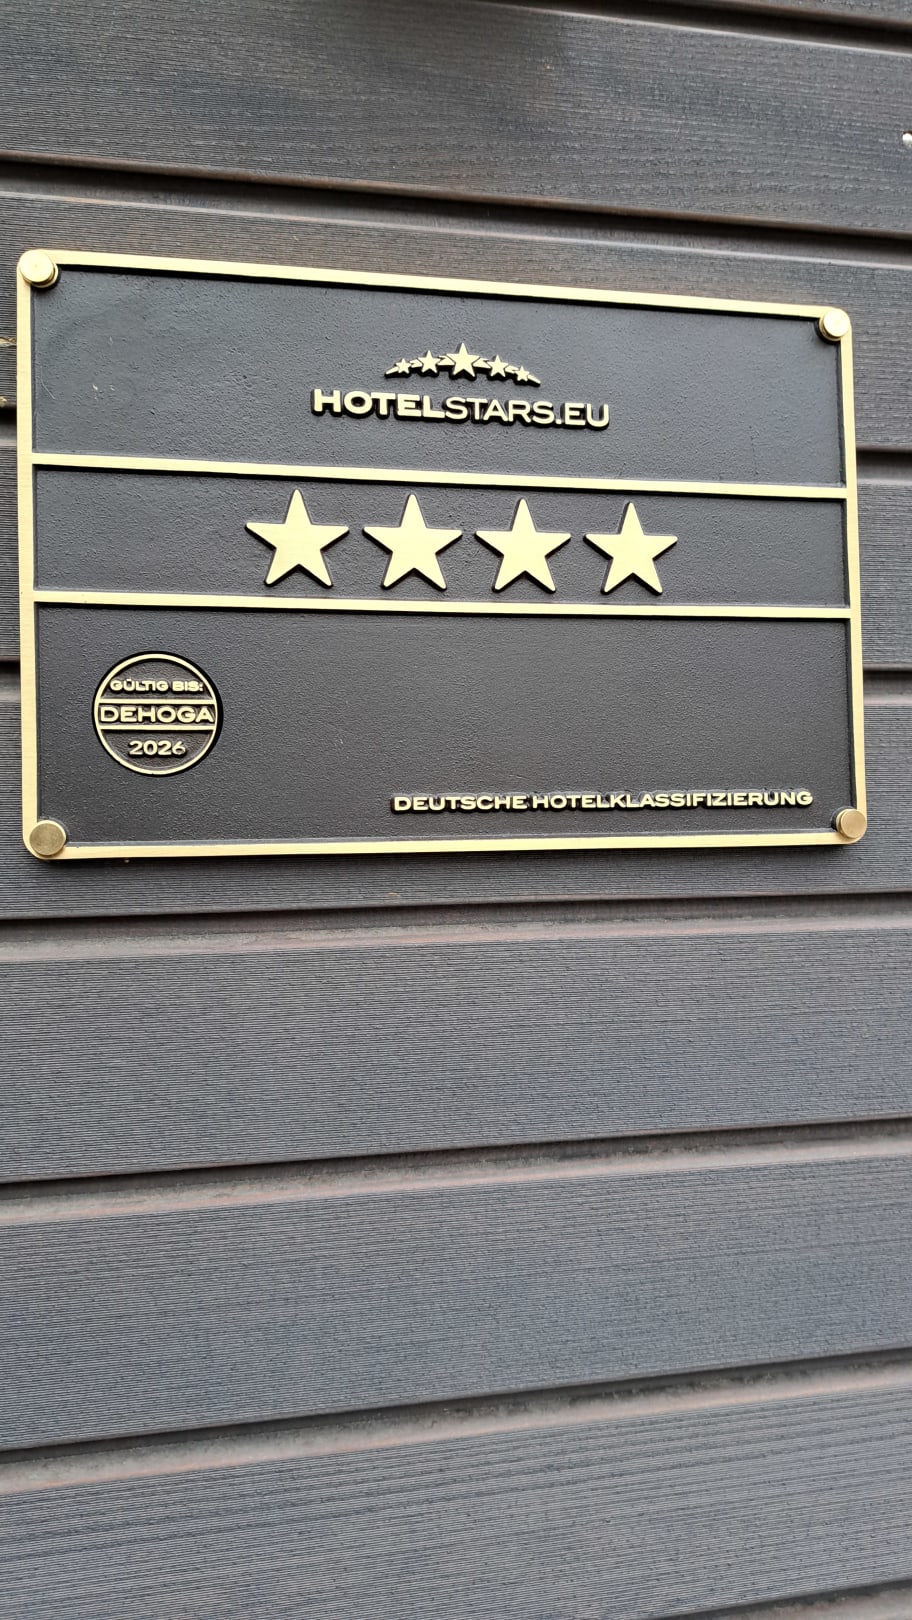 HOTELSTARS.EU
GÜLTIG BIS:
DEHOGA
2026
DEUTSCHE HOTELKLASSIFIZIERUNG